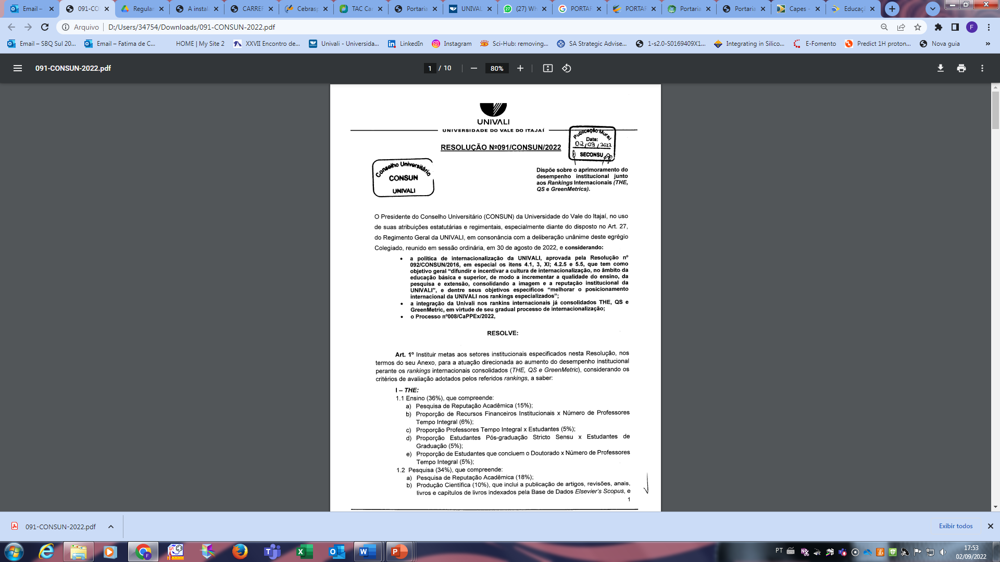 Email –
091-CO
Regular
A instal
CARREF
Cebrasp
TAC Car
Portaria
UNIVAL
(27) Wh
PORTAR
PORTAR
Portaria
Portaria
Capes -
Educaçã
Arquivo | D:/Users/34754/Downloads/091-CONSUN-2022.pdf
F
Email – SBQ Sul 20...
Email – Fatima de C...
HOME | My Site 2
XXVII Encontro de...
Univali - Universida...
LinkedIn
Instagram
Sci-Hub: removing...
SA Strategic Advise...
1-s2.0-S0169409X1...
Integrating in Silico...
E-Fomento
Predict 1H proton...
Nova guia
»
091-CONSUN-2022.pdf
1 / 10
80%
UNIVALI
UNIVERSIDADE DO VALE DO ITAJAÍ
Publicação Mural
Data:
02/09/2022
SECONSU
RESOLUÇÃO Nº091/CONSUN/2022
Conselho Universitário
CONSUN
UNIVALI
Dispõe sobre o aprimoramento do
desempenho institucional junto
aos Rankings Internacionais (THE,
QS e GreenMetrics).
O Presidente do Conselho Universitário (CONSUN) da Universidade do Vale do Itajaí, no uso
de suas atribuições estatutárias e regimentais, especialmente diante do disposto no Art. 27,
do Regimento Geral da UNIVALI, em consonância com a deliberação unânime deste egrégio
Colegiado, reunido em sessão ordinária, em 30 de agosto de 2022, e considerando:
• a política de internacionalização da UNIVALI, aprovada pela Resolução nº
092/CONSUN/2016, em especial os itens 4.1, 3, XI; 4.2.5 e 5.5, que tem como
objetivo geral “difundir e incentivar a cultura de internacionalização, no âmbito da
educação básica e superior, de modo a incrementar a qualidade do ensino, da
pesquisa e extensão, consolidando a imagem e a reputação institucional da
UNIVALI”, e dentre seus objetivos específicos “melhorar o posicionamento
internacional da UNIVALI nos rankings especializados”;
• a integração da Univali nos rankins internacionais já consolidados THE, QS e
GreenMetric, em virtude de seu gradual processo de internacionalização;
• o Processo nº008/CaPPEx/2022,
RESOLVE:
Art. 1º Instituir metas aos setores institucionais especificados nesta Resolução, nos
termos do seu Anexo, para a atuação direcionada ao aumento do desempenho institucional
perante os rankings internacionais consolidados (THE, QS e GreenMetric), considerando os
critérios de avaliação adotados pelos referidos rankings, a saber:
I – THE:
1.1 Ensino (36%), que compreende:
a) Pesquisa de Reputação Acadêmica (15%);
b) Proporção de Recursos Financeiros Institucionais x Número de Professores
Tempo Integral (6%);
c) Proporção Professores Tempo Integral x Estudantes (5%);
d) Proporção Estudantes Pós-graduação Stricto Sensu x Estudantes de
Graduação (5%);
e) Proporção de Estudantes que concluem o Doutorado x Número de Professores
Tempo Integral (5%);
1.2 Pesquisa (34%), que compreende:
a) Pesquisa de Reputação Acadêmica (18%);
b) Produção Científica (10%), que inclui a publicação de artigos, revisões, anais,
livros e capítulos de livros indexados pela Base de Dados Elsevier's Scopus, e
1
091-CONSUN-2022.pdf
Exibir todos
PT
17:53
02/09/2022